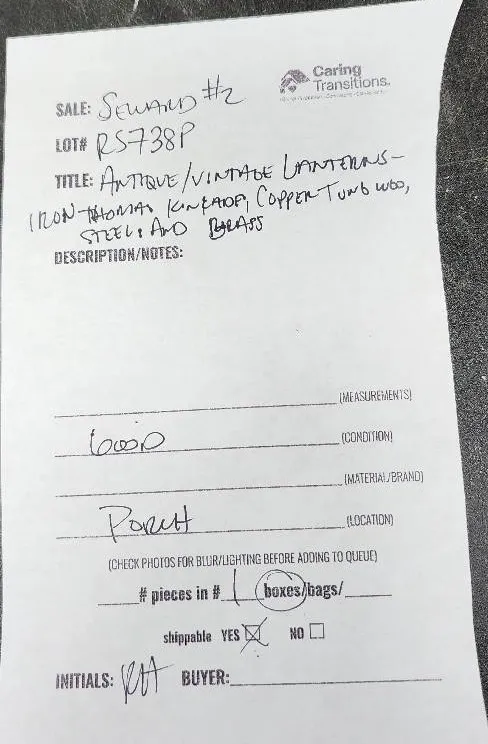 Caring
Transitions.
SALE: SEWARD #2
LOT# RS738P
TITLE: ANTIQUE/VINTAGE LANTERNS-
IRON THOMAS KINKADE, COPPER TUNG WOO,
STEEL, AND BRASS
DESCRIPTION/NOTES:
(MEASUREMENTS)
GOOD (CONDITION)
(MATERIAL/BRAND)
PORCH (LOCATION)
(CHECK PHOTOS FOR BLUR/LIGHTING BEFORE ADDING TO QUEUE)
# pieces in # 1 boxes/bags/
shippable YES NO
INITIALS: BUYER: